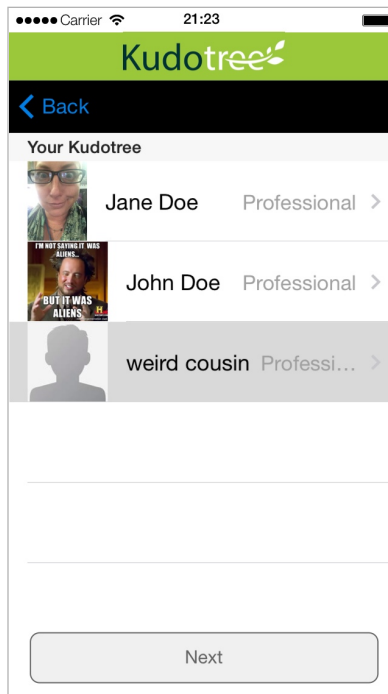 Carrier 21:23
Kudotree
Back
Your Kudotree
Jane Doe Professional
I'M NOT SAYING IT WAS
ALIENS...
BUT IT WAS
ALIENS H
John Doe Professional
weird cousin Professi...
Next